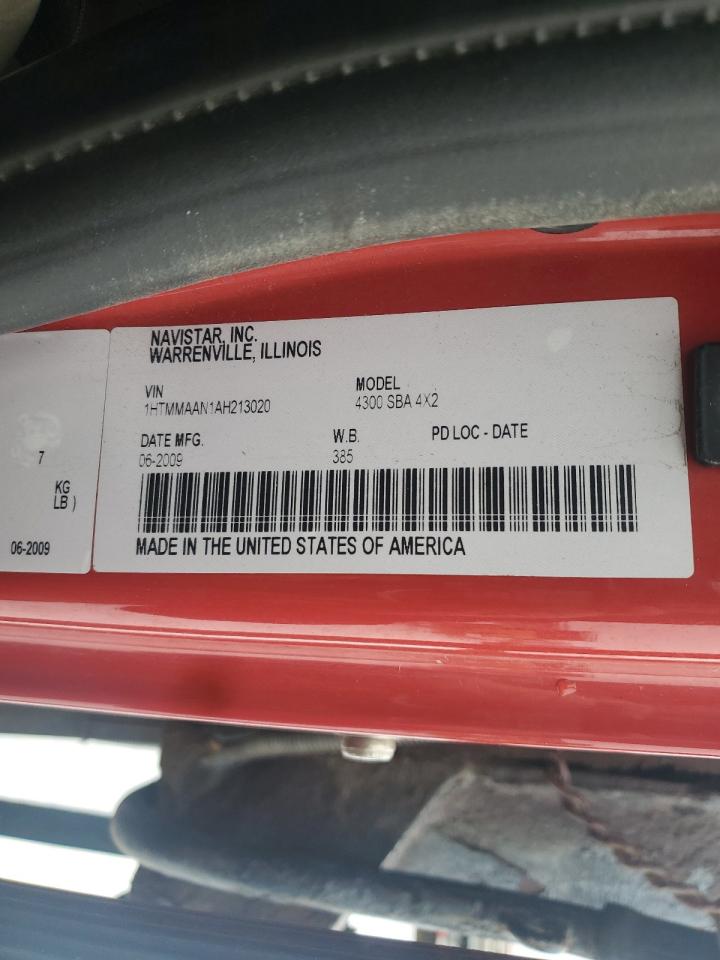 NAVISTAR, INC.
WARRENVILLE, ILLINOIS
VIN MODEL
1HTMMAAN1AH213020 4300 SBA 4X2
DATE MFG. W.B. PD LOC - DATE
06-2009 385
MADE IN THE UNITED STATES OF AMERICA
7
KG
LB )
06-2009